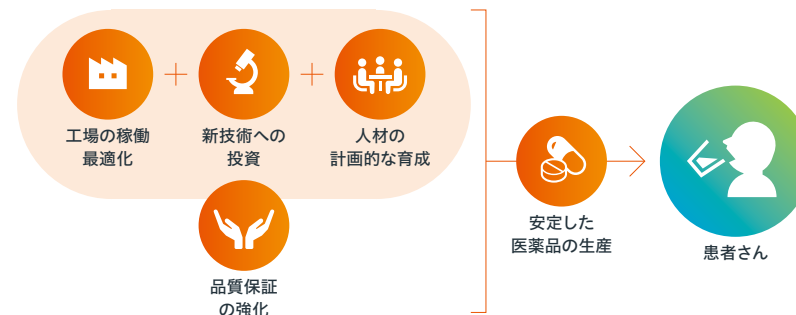 工場の稼働
最適化
新技術への
投資
人材の
計画的な育成
品質保証
の強化
安定した
医薬品の生産
患者さん